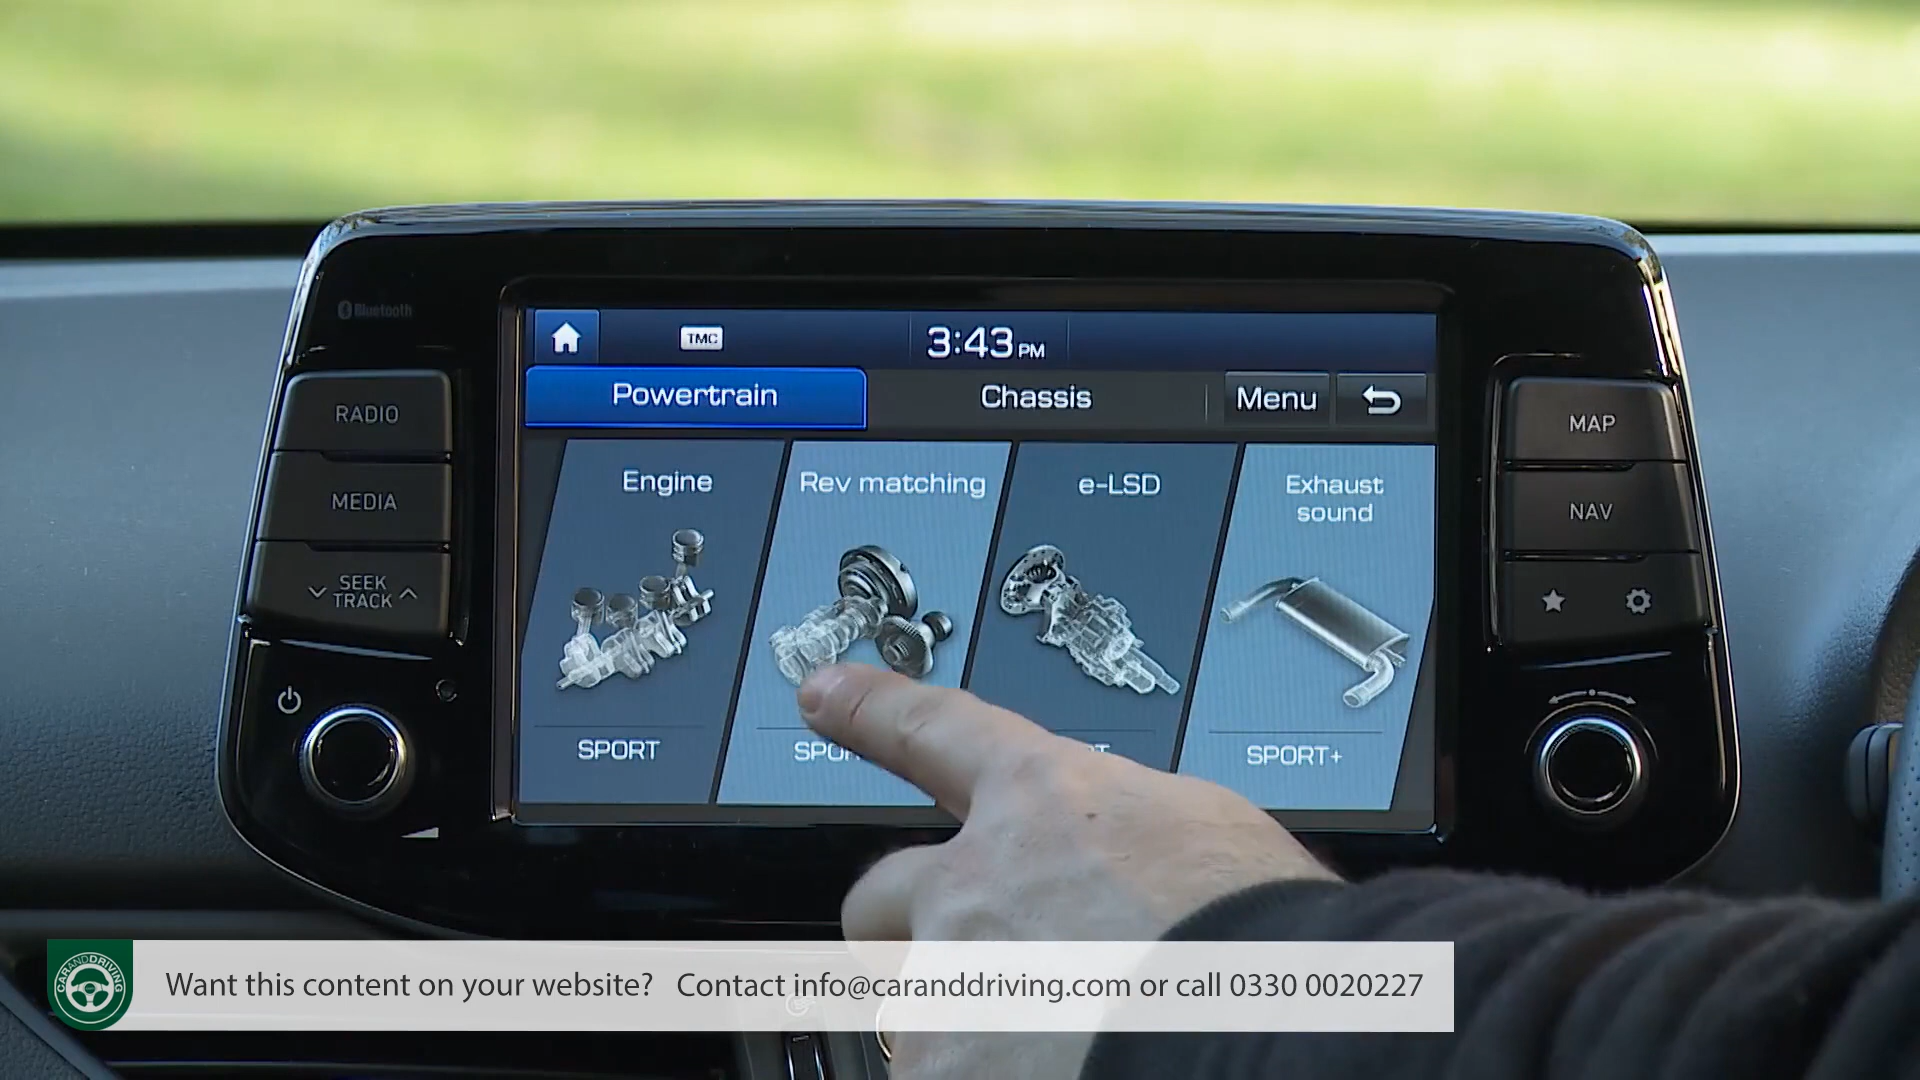 Bluetooth
TMC
3:43 PM
Powertrain
Chassis
Menu
RADIO
MEDIA
SEEK
TRACK
MAP
NAV
Engine
Rev matching
e-LSD
Exhaust
sound
SPORT
SPORT+
CARANDDRIVING
Want this content on your website? Contact info@caranddriving.com or call 0330 0020227